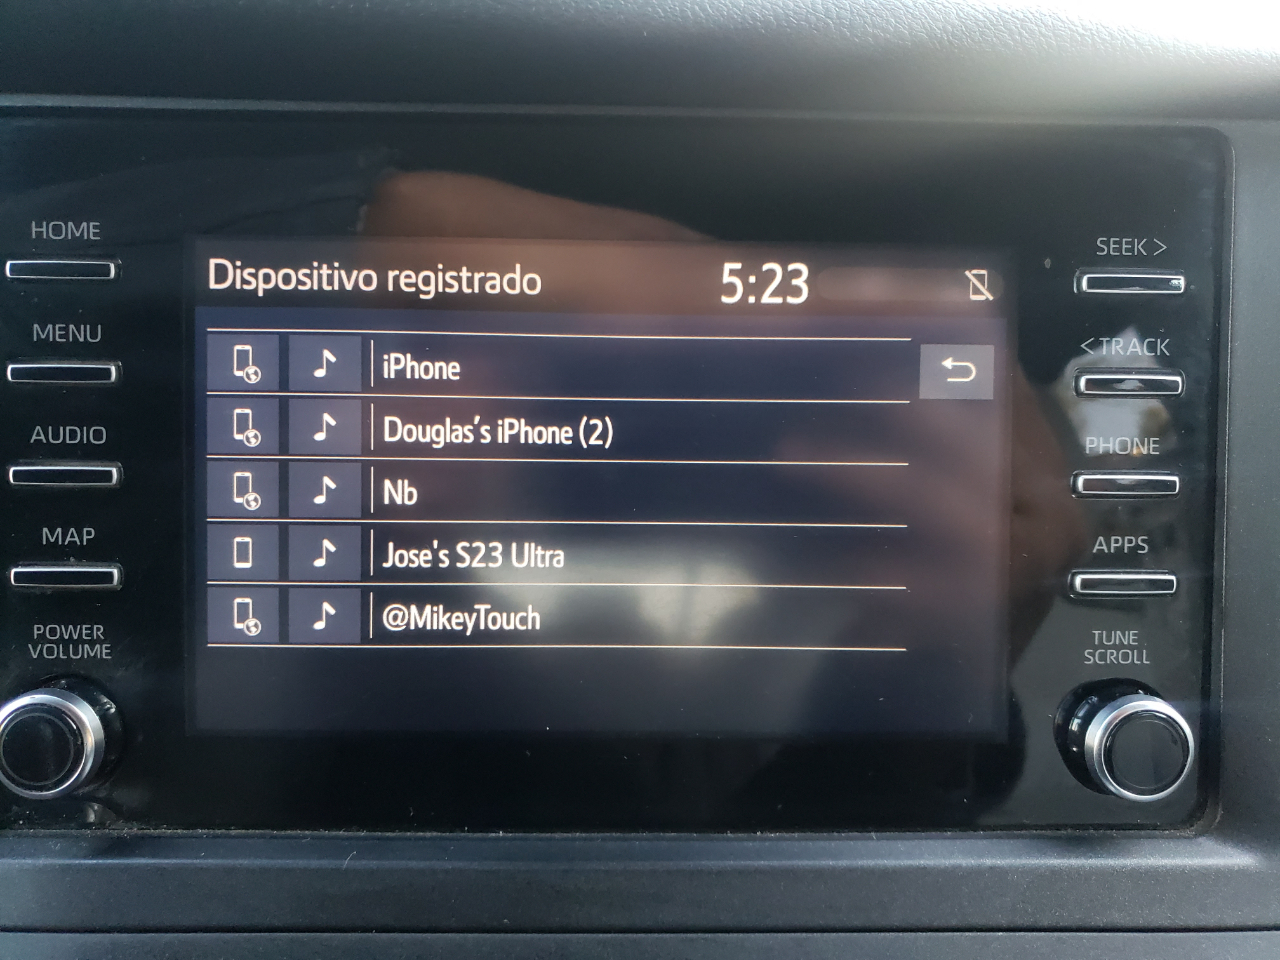 HOME
MENU
AUDIO
MAP
POWER
VOLUME
Dispositivo registrado
5:23
iPhone
Douglas's iPhone (2)
Nb
Jose's S23 Ultra
@MikeyTouch
SEEK >
< TRACK
PHONE
APPS
TUNE
SCROLL